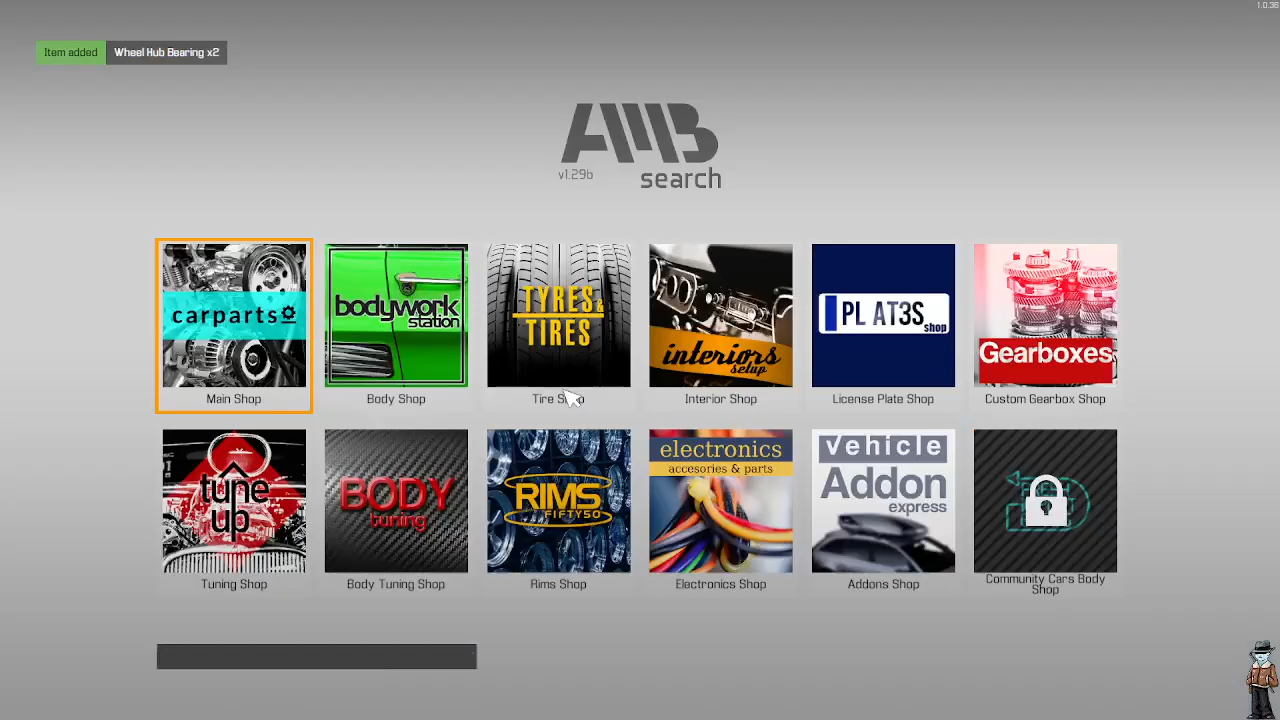 1.0.36
Item added Wheel Hub Bearing x2
AMB
v1.29b search
carparts
bodywork
station
TYRES &
TIRES
interiors
setup
PL AT3S
shop
Gearboxes
Main Shop
Body Shop
Tire Shop
Interior Shop
License Plate Shop
Custom Gearbox Shop
tune
up
BODY
tuning
RIMS
FIFTY50
electronics
accesories & parts
vehicle
Addon
express
Tuning Shop
Body Tuning Shop
Rims Shop
Electronics Shop
Addons Shop
Community Cars Body
Shop